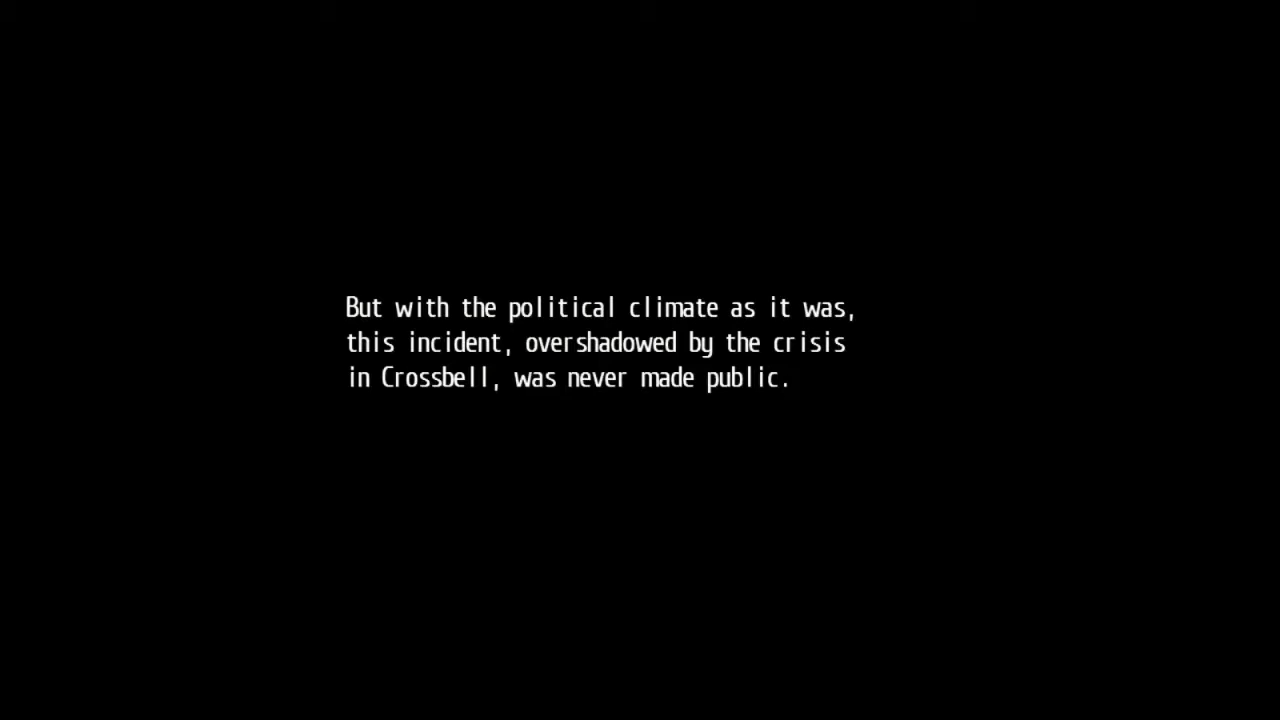 But with the political climate as it was,
this incident, overshadowed by the crisis
in Crossbell, was never made public.